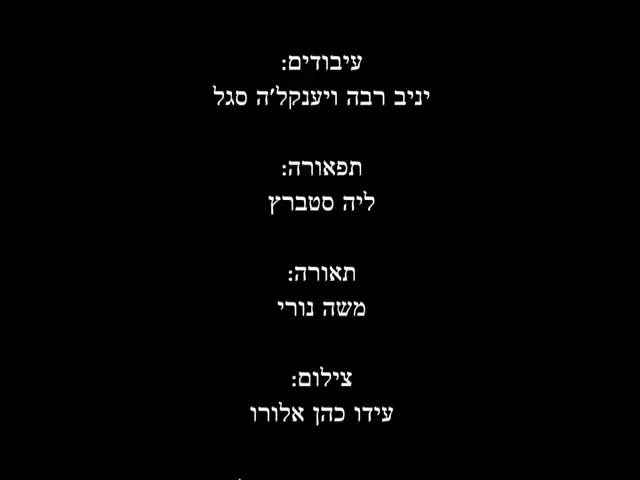 עיבודים:
יניב רבה ויענקל'ה סגל
תפאורה:
ליה סטברץ
תאורה:
משה נורי
צילום:
עידו כהן אלורו